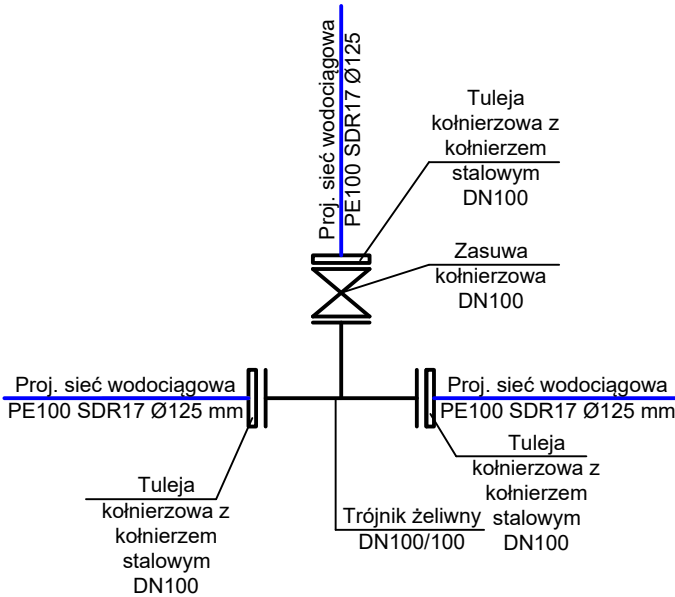 Proj. sieć wodociągowa
PE100 SDR17 Ø125
Tuleja
kołnierzowa z
kołnierzem
stalowym
DN100
Zasuwa
kołnierzowa
DN100
Proj. sieć wodociągowa
PE100 SDR17 Ø125 mm
Proj. sieć wodociągowa
PE100 SDR17 Ø125 mm
Tuleja
kołnierzowa z
kołnierzem
stalowym
DN100
Trójnik żeliwny
DN100/100
Tuleja
kołnierzowa z
kołnierzem
stalowym
DN100